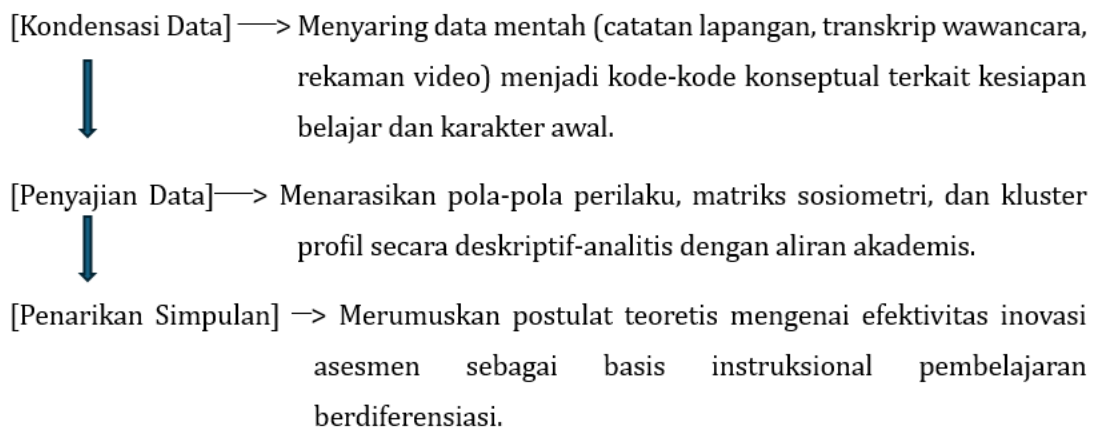 [Kondensasi Data] ──> Menyaring data mentah (catatan lapangan, transkrip wawancara,
rekaman video) menjadi kode-kode konseptual terkait kesiapan
belajar dan karakter awal.
[Penyajian Data]──> Menarasikan pola-pola perilaku, matriks sosiometri, dan kluster
profil secara deskriptif-analitis dengan aliran akademis.
[Penarikan Simpulan] ─> Merumuskan postulat teoretis mengenai efektivitas inovasi
asesmen sebagai basis instruksional pembelajaran
berdiferensiasi.